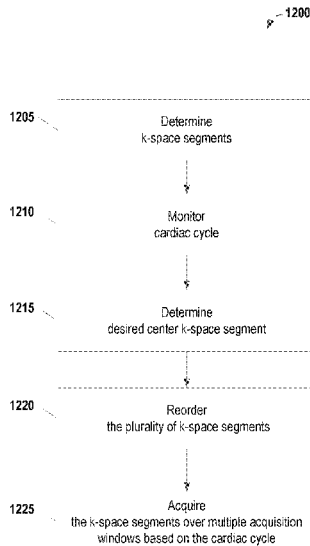 1200
1205
Determine
k-space segments
1210
Monitor
cardiac cycle
1215
Determine
desired center k-space segment
1220
Reorder
the plurality of k-space segments
1225
Acquire
the k-space segments over multiple acquisition
windows based on the cardiac cycle